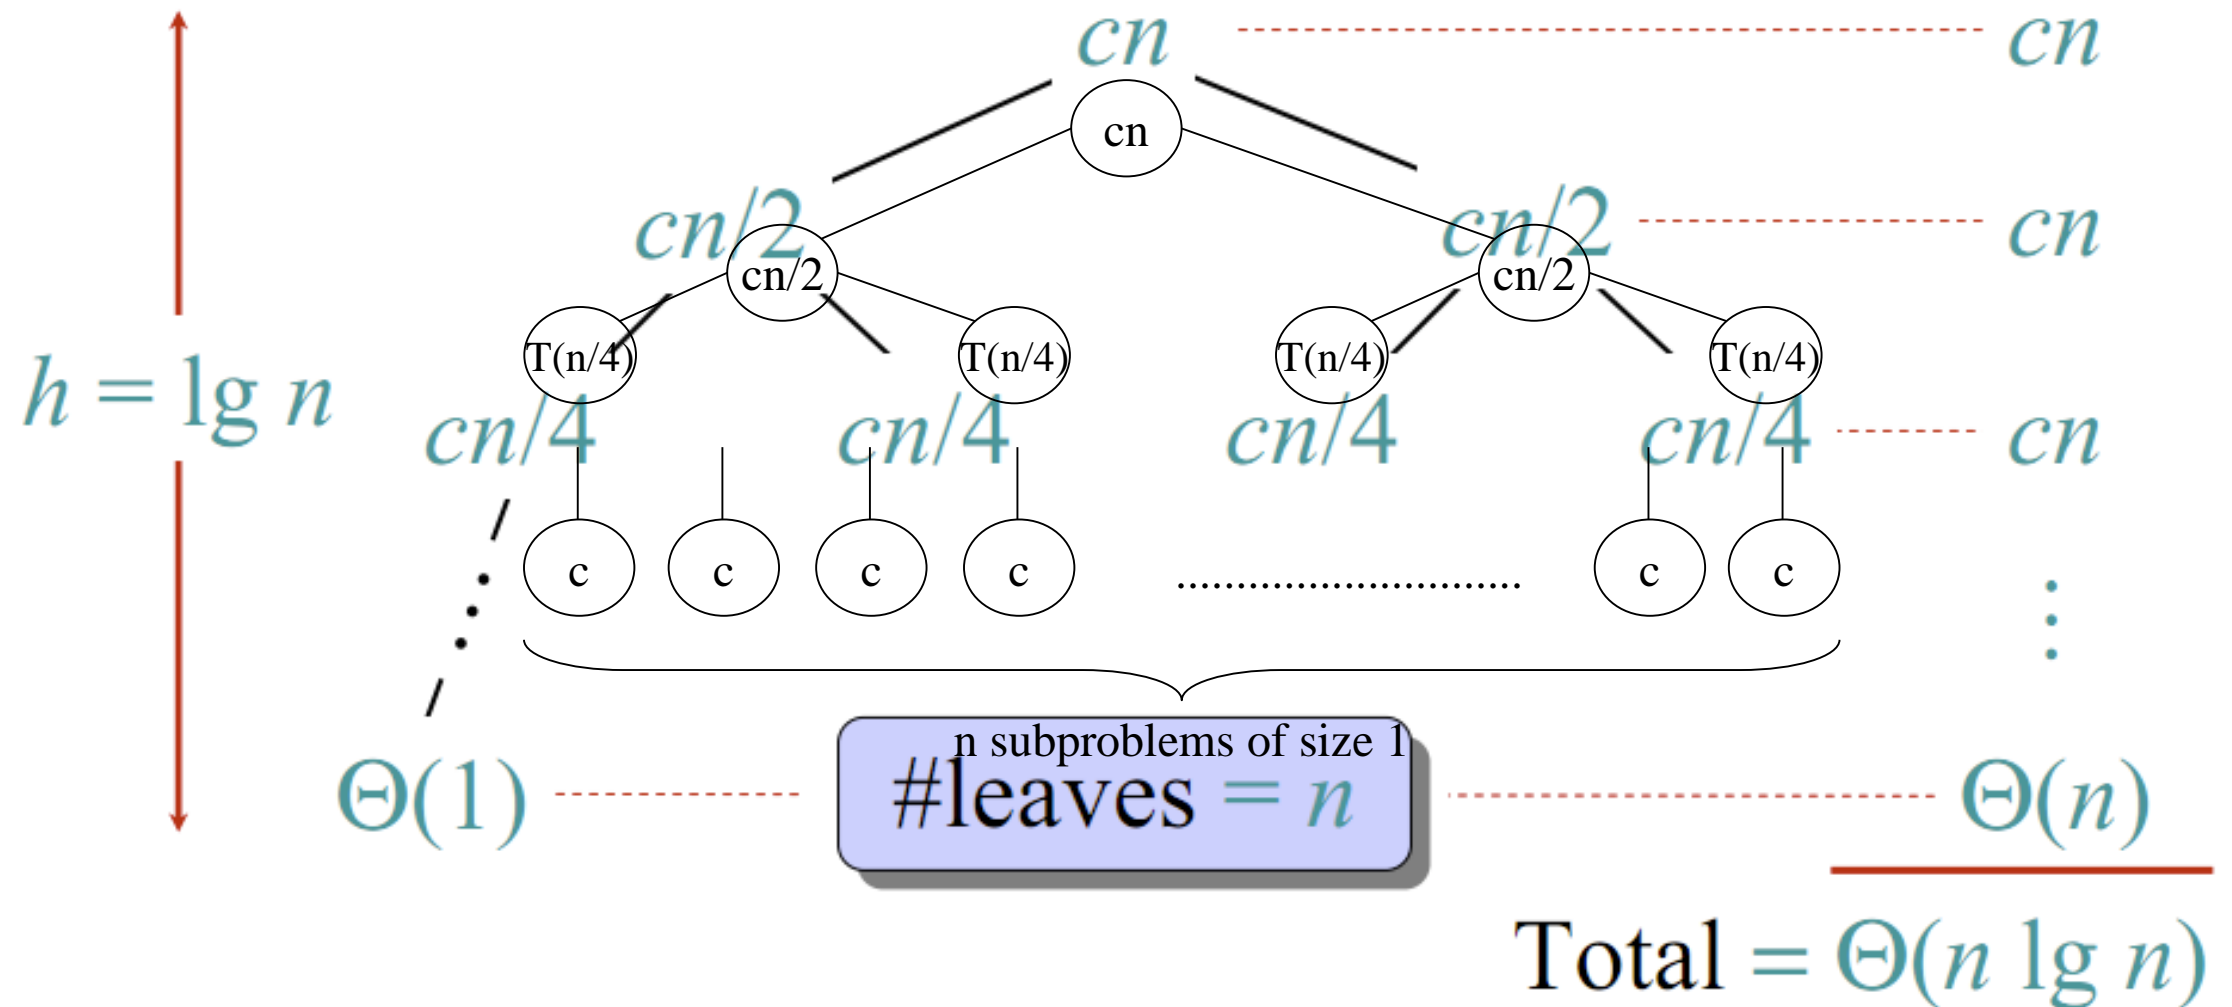 cn cn
cn
cn/2 cn/2 cn
cn/2 cn/2
T(n/4) T(n/4) T(n/4) T(n/4)
h = lg n
cn/4 cn/4 cn/4 cn/4 cn
c c c c ............................. c c
n subproblems of size 1
Θ(1) #leaves = n Θ(n)
Total = Θ(n lg n)